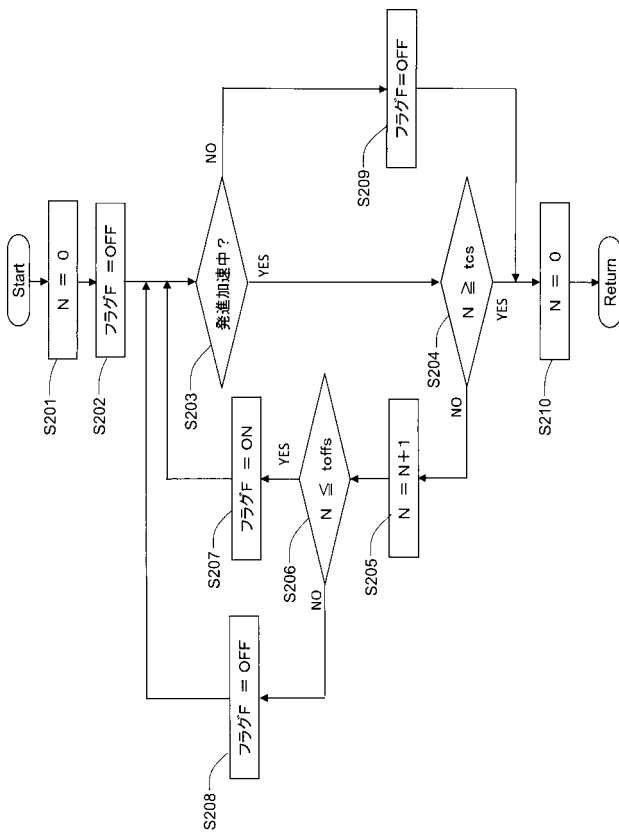 Start
S201
N = 0
S202
フラグF =OFF
S203
発進加速中?
NO
YES
S209
フラグF=OFF
S204
N ≧ tcs
NO
YES
S205
N = N+1
S206
N ≦ toffs
YES
NO
S207
フラグF = ON
S208
フラグF = OFF
S210
N = 0
Return